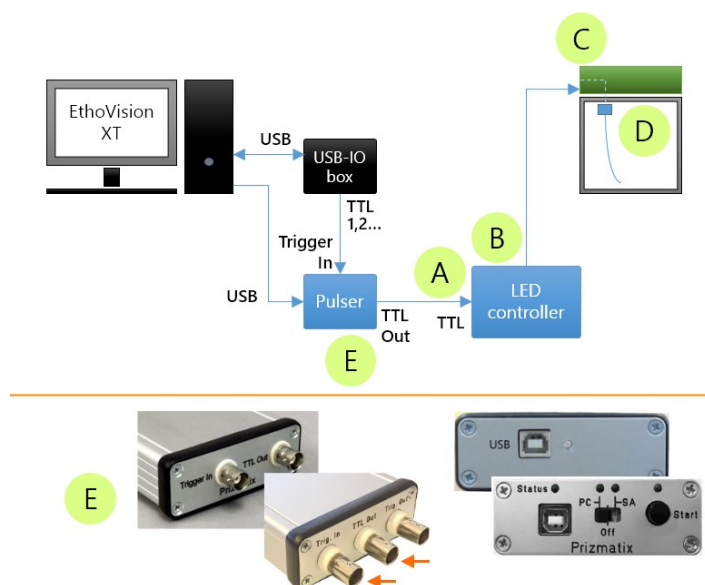 C
EthoVision
XT
USB
USB-IO
box
D
TTL
1,2...
Trigger
In
A
B
USB
Pulser
TTL
Out
TTL
LED
controller
E
E
Trigger In
TTL Out
Prizmatix
Trig. In
TTL Out
Trig. Out
USB
Status
PC
SA
Off
Start
Prizmatix